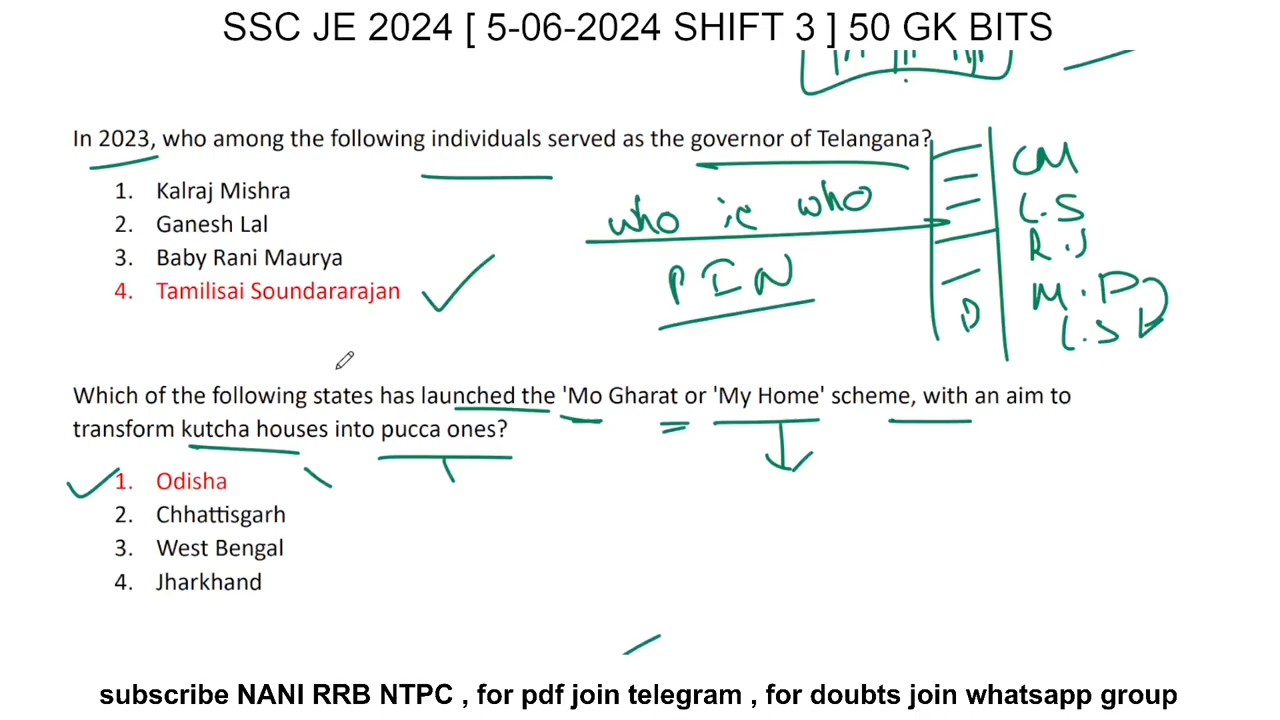 SSC JE 2024 [ 5-06-2024 SHIFT 3 ] 50 GK BITS
In 2023, who among the following individuals served as the governor of Telangana?
1. Kalraj Mishra
2. Ganesh Lal
3. Baby Rani Maurya
4. Tamilisai Soundararajan
who is who
PIN
CM
L.S
R.S
M.P
L.S
Which of the following states has launched the 'Mo Gharat or 'My Home' scheme, with an aim to
transform kutcha houses into pucca ones?
1. Odisha
2. Chhattisgarh
3. West Bengal
4. Jharkhand
subscribe NANI RRB NTPC , for pdf join telegram , for doubts join whatsapp group